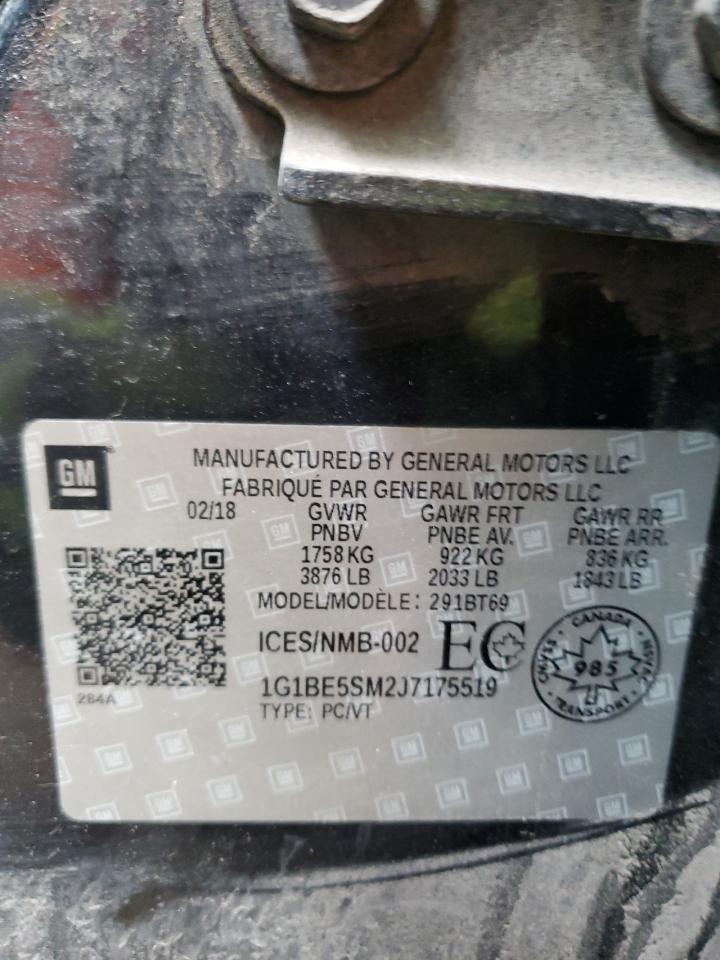 GM
MANUFACTURED BY GENERAL MOTORS LLC
FABRIQUÉ PAR GENERAL MOTORS LLC
02/18 GVWR GAWR FRT GAWR RR
PNBV PNBE AV. PNBE ARR.
1758 KG 922 KG 836 KG
3876 LB 2033 LB 1843 LB
MODEL/MODÈLE: 291BT69
ICES/NMB-002 EC
CANADA
985
TRANSPORT
284A
1G1BE5SM2J7175519
TYPE: PC/VT